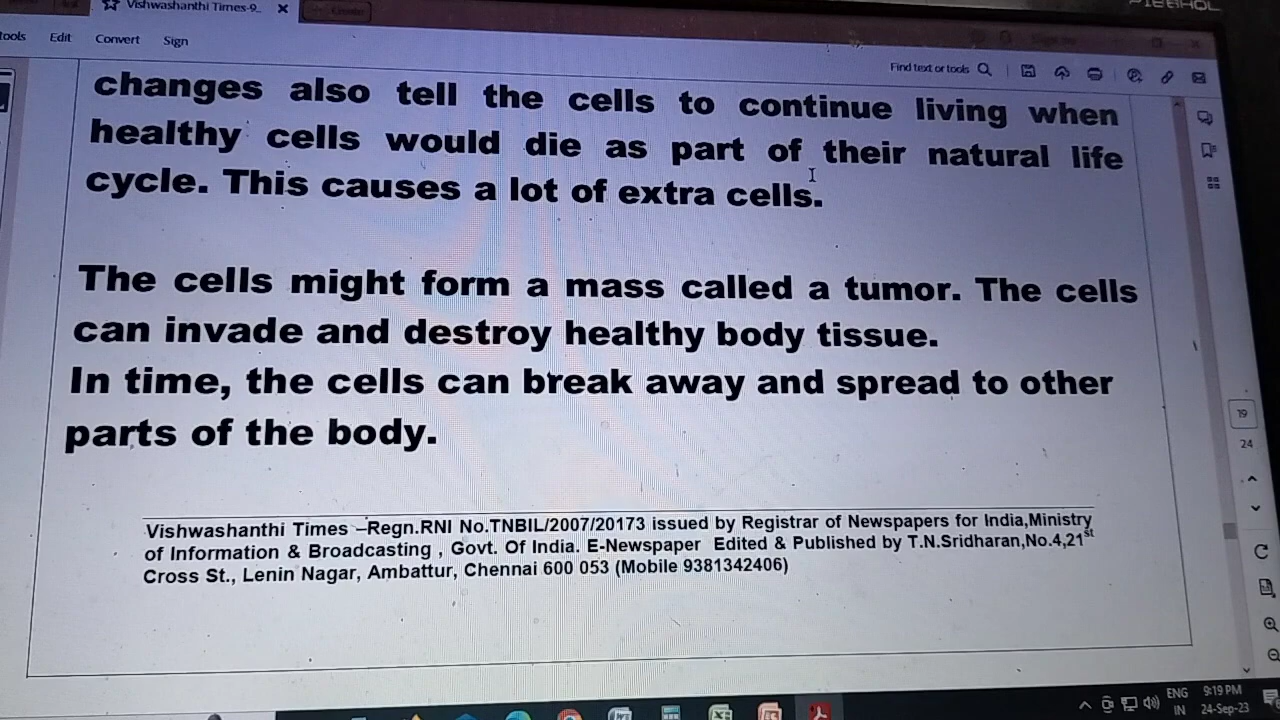 Vishwashanthi Times-9...
Create
tools Edit Convert Sign
Find text or tools
changes also tell the cells to continue living when
healthy cells would die as part of their natural life
cycle. This causes a lot of extra cells.
The cells might form a mass called a tumor. The cells
can invade and destroy healthy body tissue.
In time, the cells can break away and spread to other
parts of the body.
19
24
Vishwashanthi Times –Regn.RNI No.TNBIL/2007/20173 issued by Registrar of Newspapers for India,Ministry
of Information & Broadcasting , Govt. Of India. E-Newspaper Edited & Published by T.N.Sridharan,No.4,21st
Cross St., Lenin Nagar, Ambattur, Chennai 600 053 (Mobile 9381342406)
ENG 9:19 PM
IN 24-Sep-23